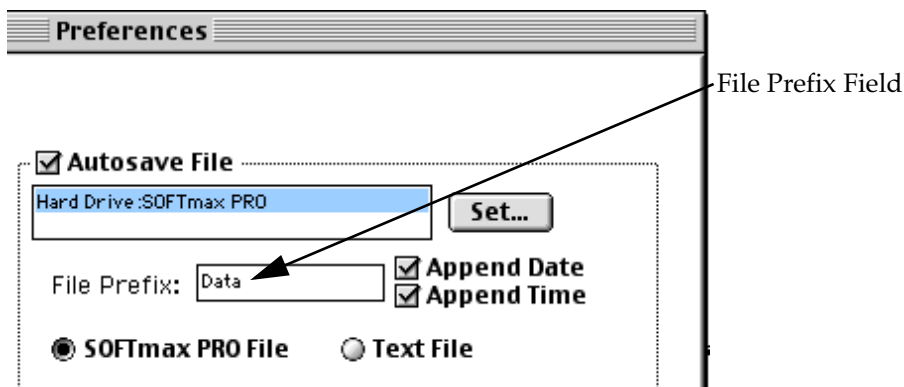 Preferences
File Prefix Field
Autosave File
Hard Drive:SOFTmax PRO
Set...
File Prefix: Data
Append Date
Append Time
SOFTmax PRO File
Text File